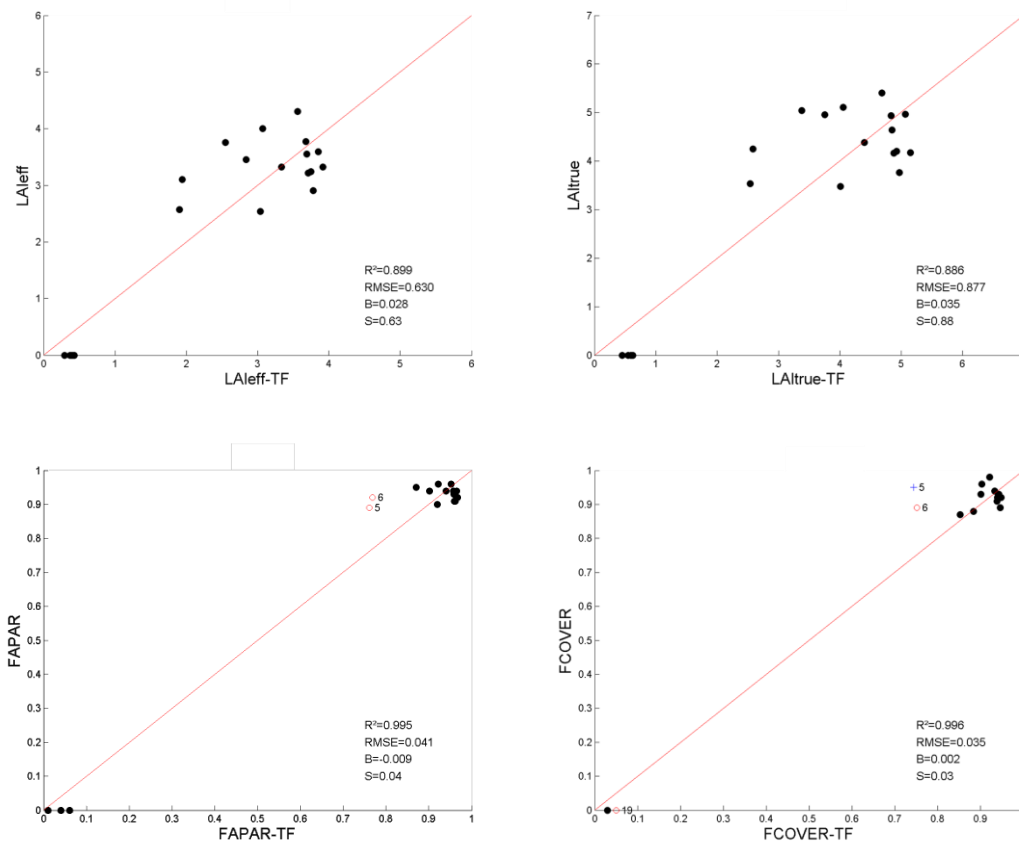 6
5
4
3
2
1
0
LAIeff
R²=0.899
RMSE=0.630
B=0.028
S=0.63
0 1 2 3 4 5 6
LAIeff-TF
7
6
5
4
3
2
1
0
LAItrue
R²=0.886
RMSE=0.877
B=0.035
S=0.88
0 1 2 3 4 5 6
LAItrue-TF
1
0.9
0.8
0.7
0.6
0.5
0.4
0.3
0.2
0.1
0
FAPAR
6
5
R²=0.995
RMSE=0.041
B=-0.009
S=0.04
0 0.1 0.2 0.3 0.4 0.5 0.6 0.7 0.8 0.9 1
FAPAR-TF
1
0.9
0.8
0.7
0.6
0.5
0.4
0.3
0.2
0.1
0
FCOVER
5
6
R²=0.996
RMSE=0.035
B=0.002
S=0.03
19
0 0.1 0.2 0.3 0.4 0.5 0.6 0.7 0.8 0.9
FCOVER-TF